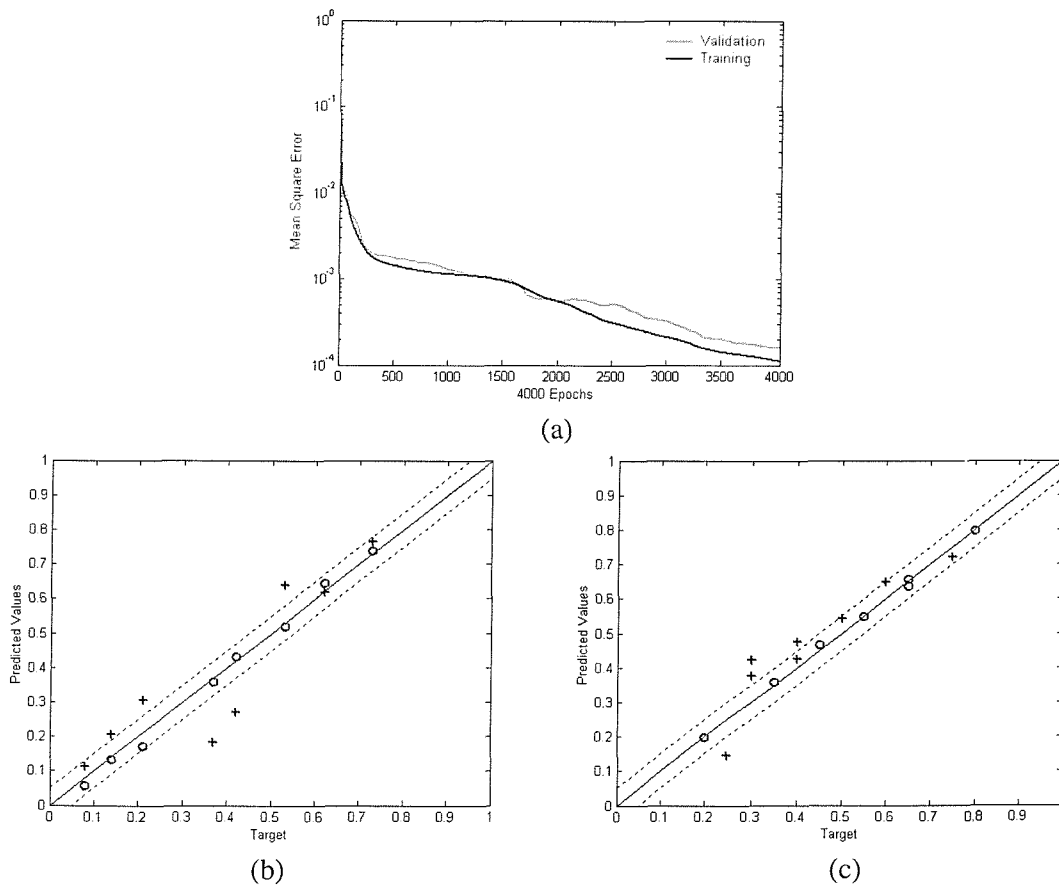 10^0
Validation
Training
10^-1
10^-2
10^-3
10^-4
Mean Square Error
0 500 1000 1500 2000 2500 3000 3500 4000
4000 Epochs
(a)
1
0.9
0.8
0.7
0.6
0.5
0.4
0.3
0.2
0.1
0
Predicted Values
0 0.1 0.2 0.3 0.4 0.5 0.6 0.7 0.8 0.9 1
Target
(b)
1
0.9
0.8
0.7
0.6
0.5
0.4
0.3
0.2
0.1
0
Predicted Values
0 0.1 0.2 0.3 0.4 0.5 0.6 0.7 0.8 0.9
Target
(c)